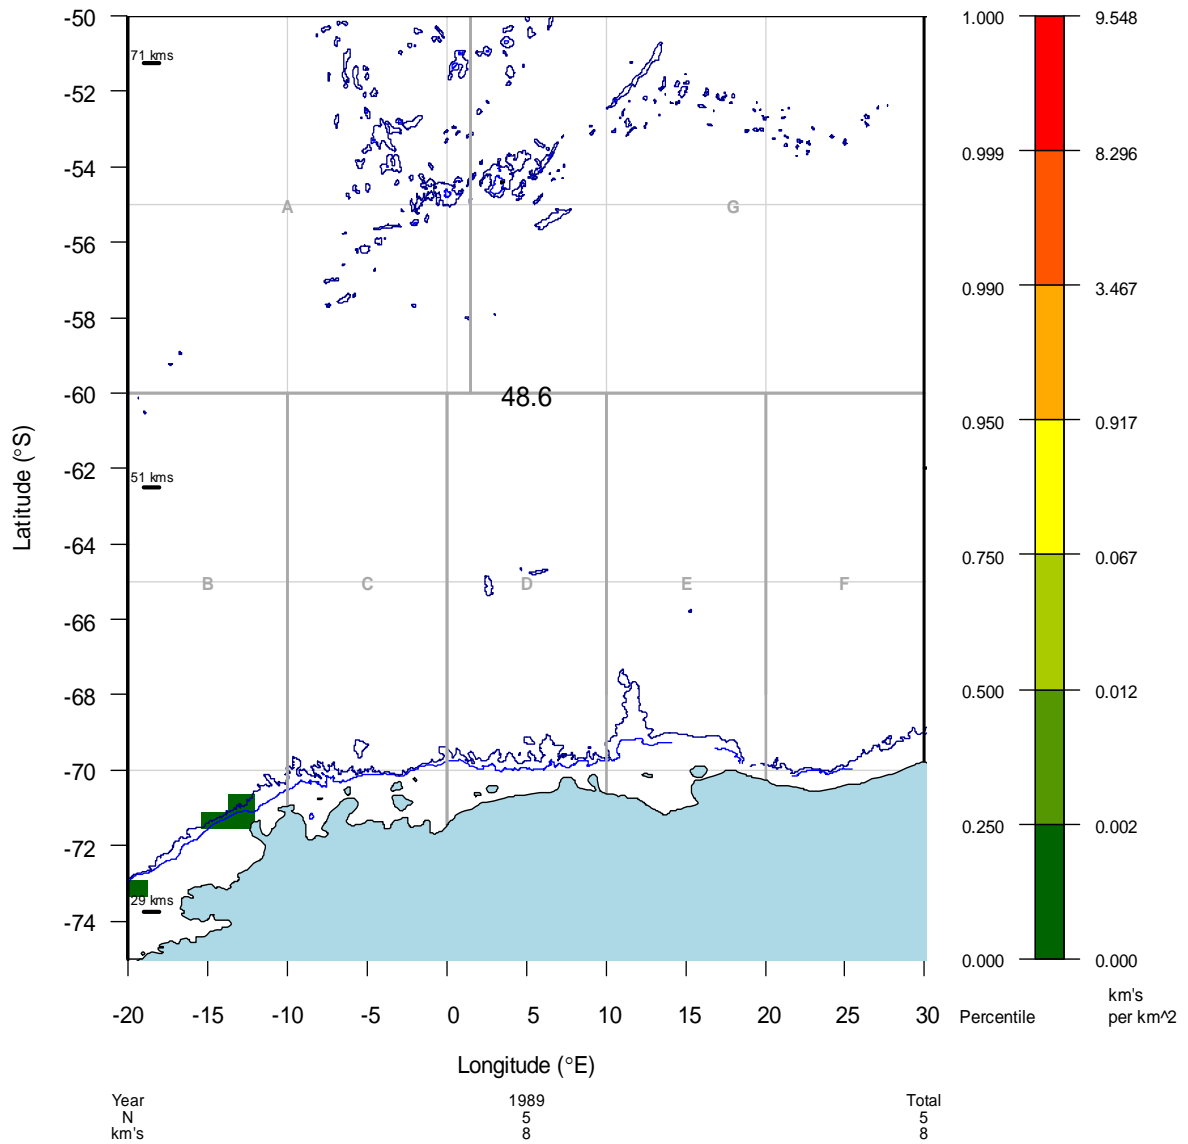 -50
1.000
9.548
71 kms
-52
0.999
8.296
-54
A
G
-56
0.990
3.467
-58
-60
48.6
0.950
0.917
-62
51 kms
Latitude (°S)
-64
0.750
0.067
B
C
D
E
F
-66
-68
0.500
0.012
-70
0.250
0.002
-72
29 kms
-74
0.000
0.000
-20
-15
-10
-5
0
5
10
15
20
25
30
Percentile
km's
per km^2
Longitude (°E)
Year
1989
Total
N
5
5
km's
8
8